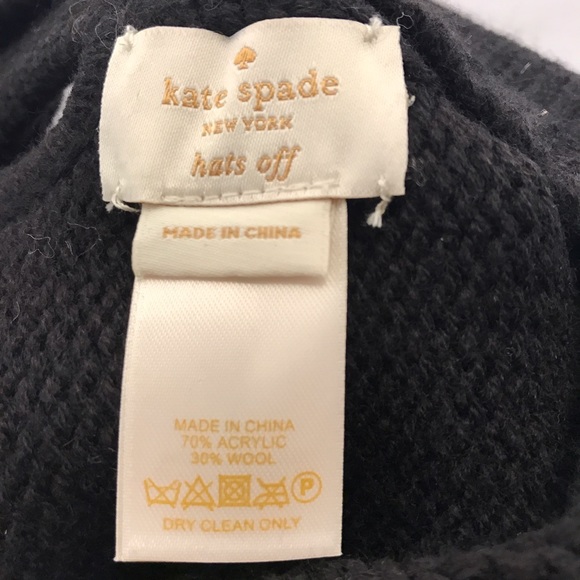 kate spade
NEW YORK
hats off
MADE IN CHINA
MADE IN CHINA
70% ACRYLIC
30% WOOL
P
DRY CLEAN ONLY